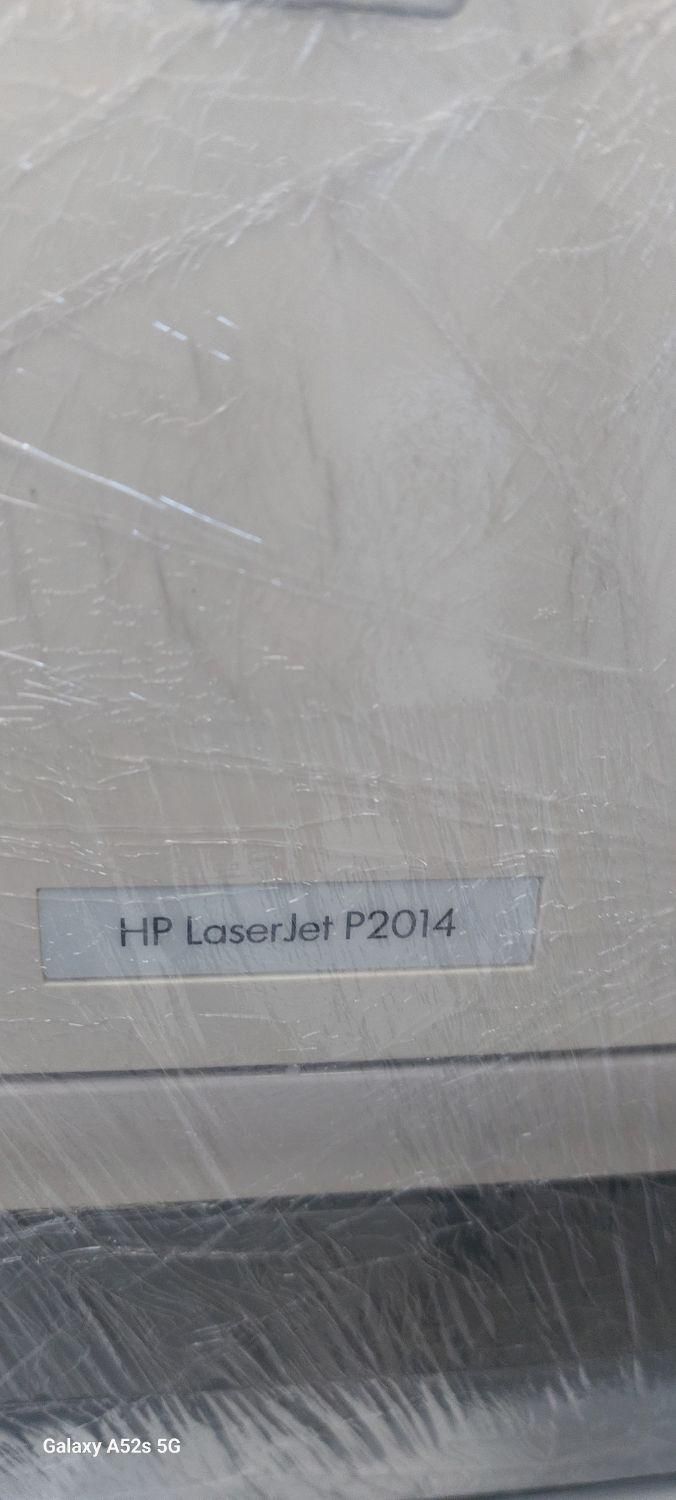 HP LaserJet P2014
Galaxy A52s 5G